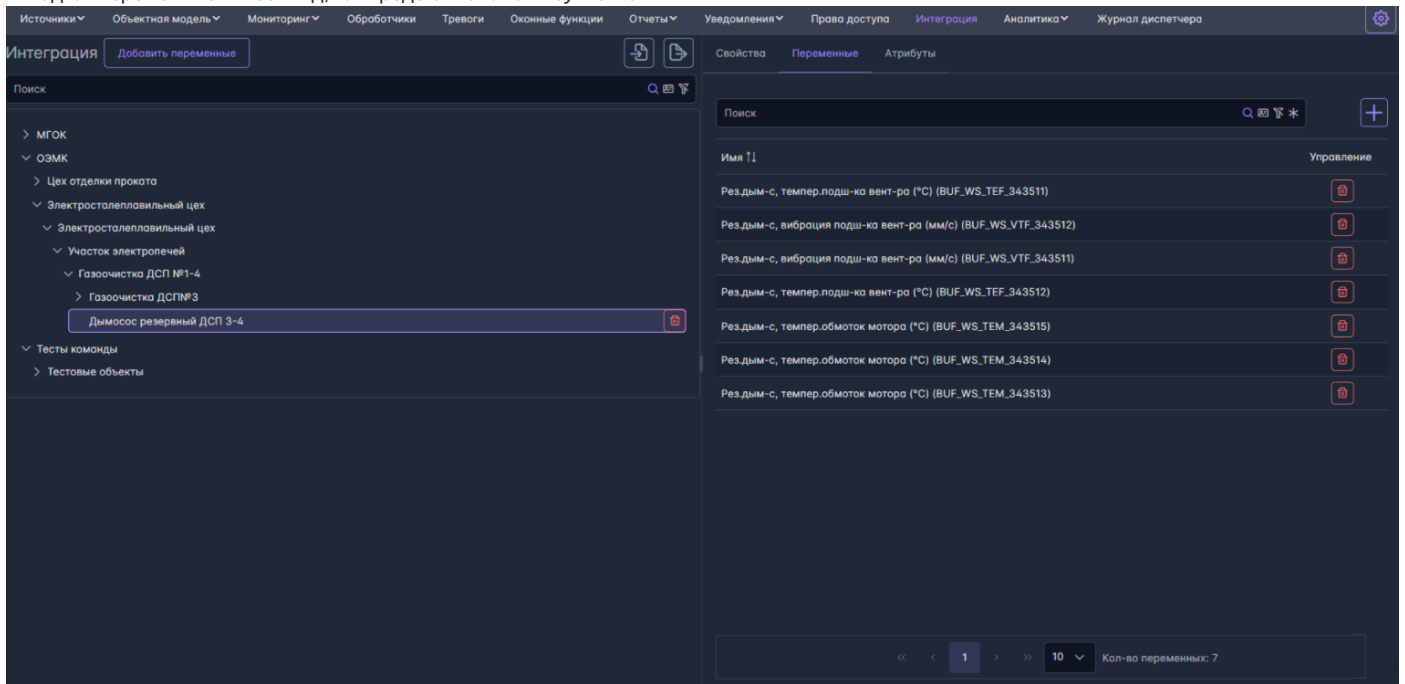 Источники Объектная модель Мониторинг Обработчики Тревоги Оконные функции Отчеты Уведомления Права доступа Интеграция Аналитика Журнал диспетчера
Интеграция Добавить переменные
Поиск
МГОК
ОЭМК
Цех отделки проката
Электросталеплавильный цех
Электросталеплавильный цех
Участок электропечей
Газоочистка ДСП №1-4
Газоочистка ДСП№3
Дымосос резервный ДСП 3-4
Тесты команды
Тестовые объекты
Свойства Переменные Атрибуты
Поиск
Имя Управление
Рез.дым-с, темпер.подш-ка вент-ра (°C) (BUF_WS_TEF_343511)
Рез.дым-с, вибрация подш-ка вент-ра (мм/с) (BUF_WS_VTF_343512)
Рез.дым-с, вибрация подш-ка вент-ра (мм/с) (BUF_WS_VTF_343511)
Рез.дым-с, темпер.подш-ка вент-ра (°C) (BUF_WS_TEF_343512)
Рез.дым-с, темпер.обмоток мотора (°C) (BUF_WS_TEM_343515)
Рез.дым-с, темпер.обмоток мотора (°C) (BUF_WS_TEM_343514)
Рез.дым-с, темпер.обмоток мотора (°C) (BUF_WS_TEM_343513)
<< < 1 > >> 10 Кол-во переменных: 7